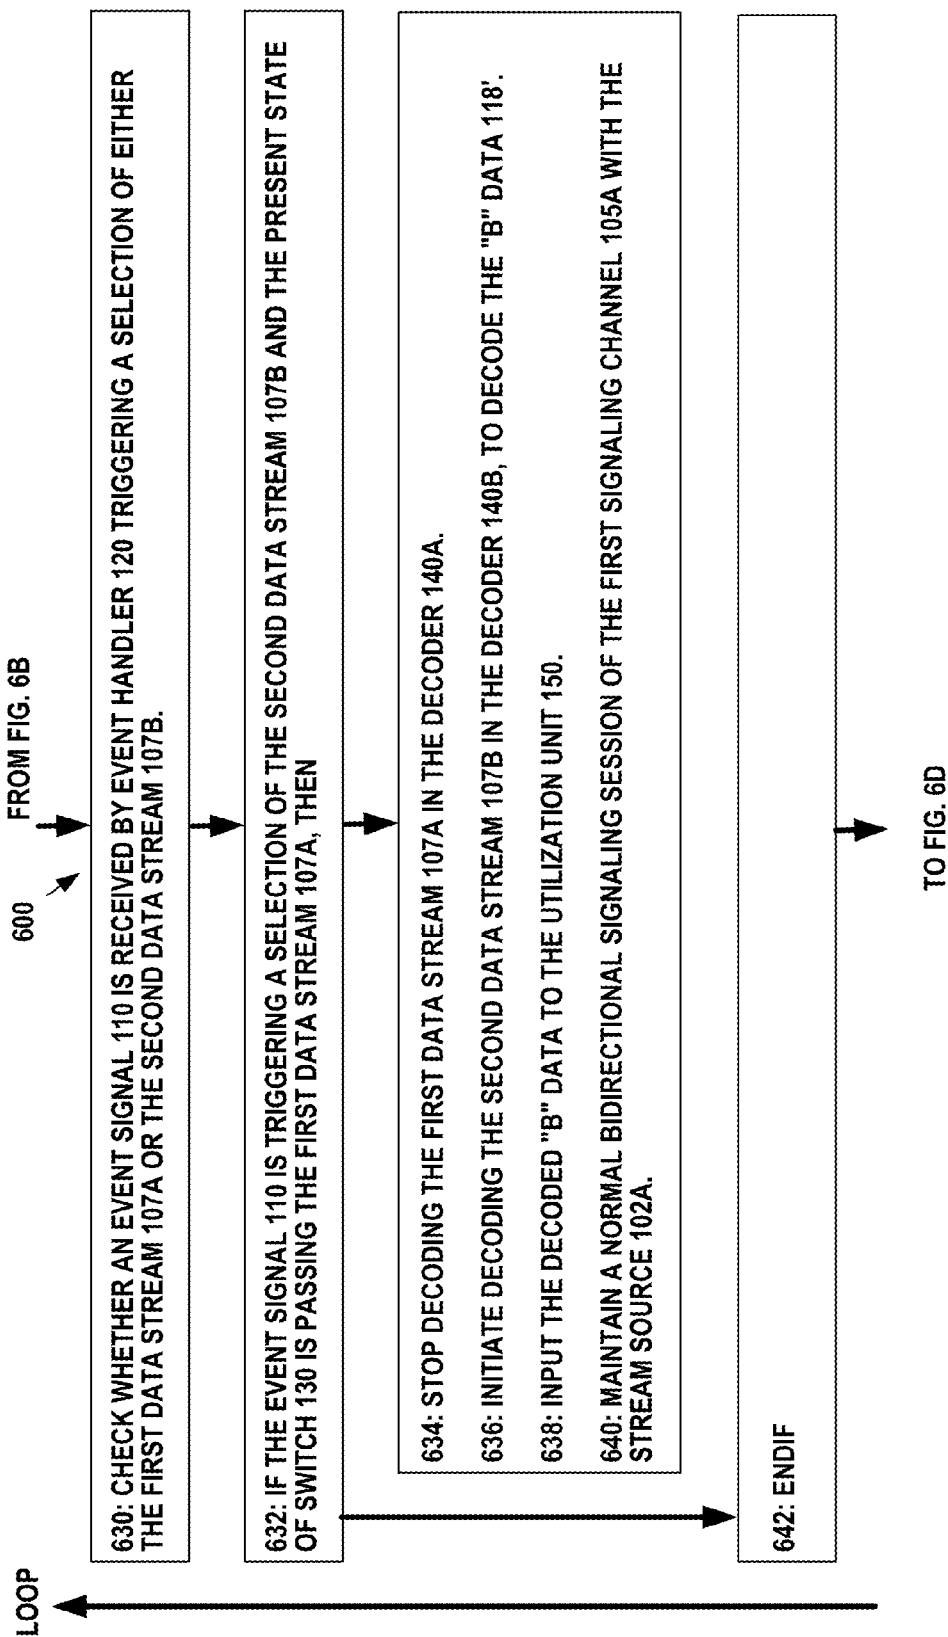 600
FROM FIG. 6B
LOOP
630: CHECK WHETHER AN EVENT SIGNAL 110 IS RECEIVED BY EVENT HANDLER 120 TRIGGERING A SELECTION OF EITHER
THE FIRST DATA STREAM 107A OR THE SECOND DATA STREAM 107B.
632: IF THE EVENT SIGNAL 110 IS TRIGGERING A SELECTION OF THE SECOND DATA STREAM 107B AND THE PRESENT STATE
OF SWITCH 130 IS PASSING THE FIRST DATA STREAM 107A, THEN
634: STOP DECODING THE FIRST DATA STREAM 107A IN THE DECODER 140A.
636: INITIATE DECODING THE SECOND DATA STREAM 107B IN THE DECODER 140B, TO DECODE THE "B" DATA 118'.
638: INPUT THE DECODED "B" DATA TO THE UTILIZATION UNIT 150.
640: MAINTAIN A NORMAL BIDIRECTIONAL SIGNALING SESSION OF THE FIRST SIGNALING CHANNEL 105A WITH THE
STREAM SOURCE 102A.
642: ENDIF
TO FIG. 6D